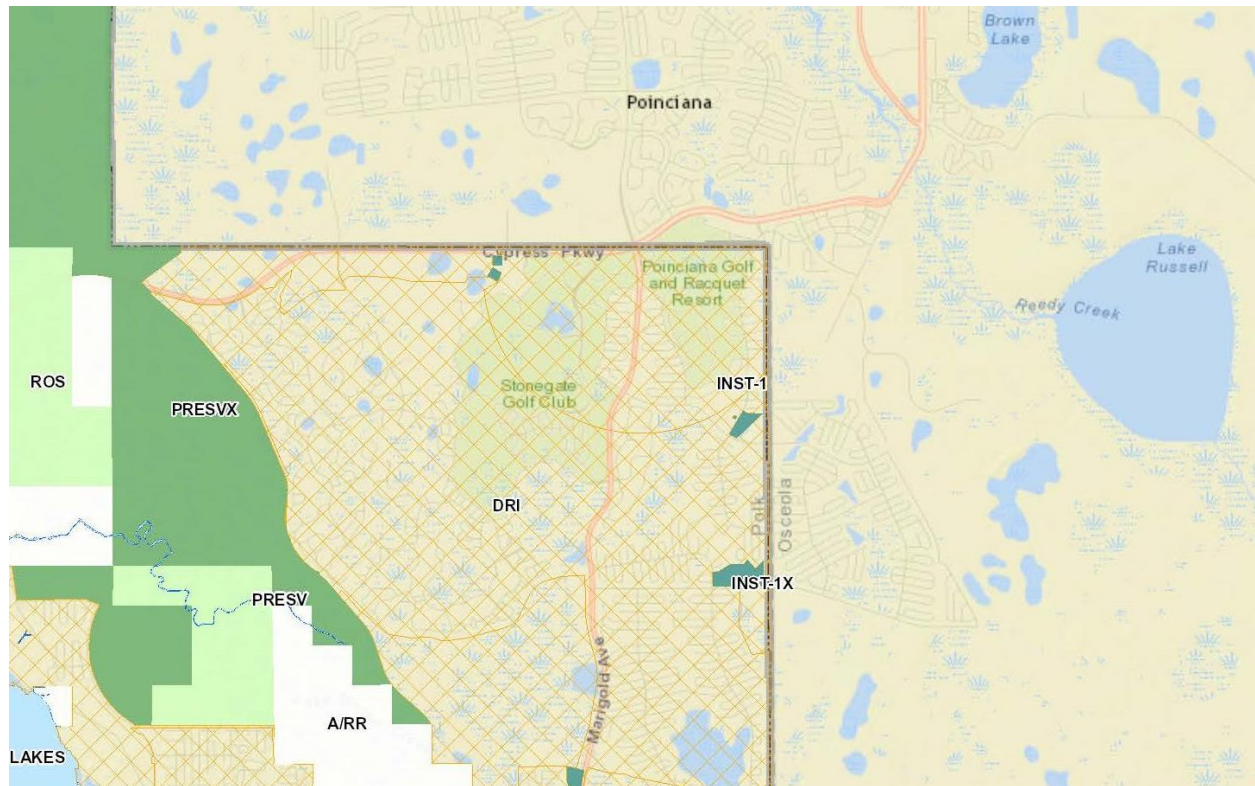 Brown
Lake
Poinciana
Cypress Pkwy
Poinciana Golf
and Racquet
Resort
Lake
Russell
Reedy Creek
ROS
PRESVX
Stonegate
Golf Club
INST-1
DRI
Polk
Osceola
INST-1X
PRESV
Marigold Ave
A/RR
LAKES